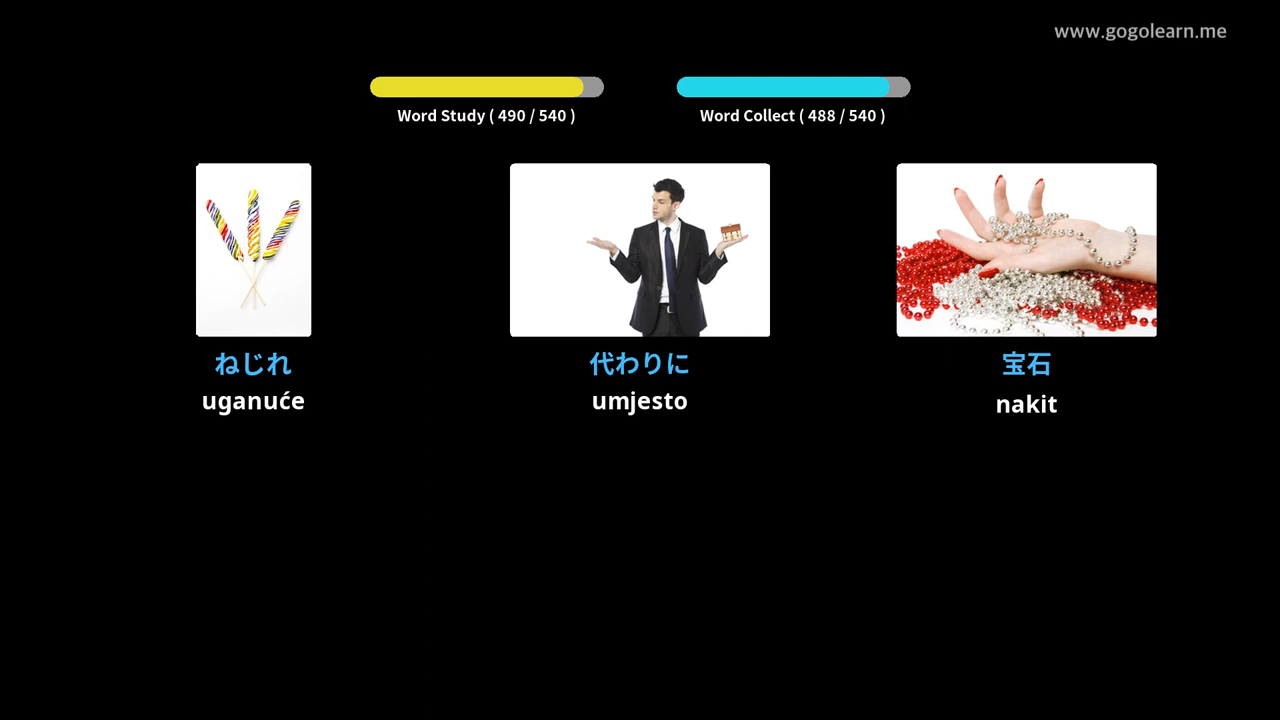 www.gogolearn.me
Word Study ( 490 / 540 )
Word Collect ( 488 / 540 )
ねじれ
uganuće
代わりに
umjesto
宝石
nakit